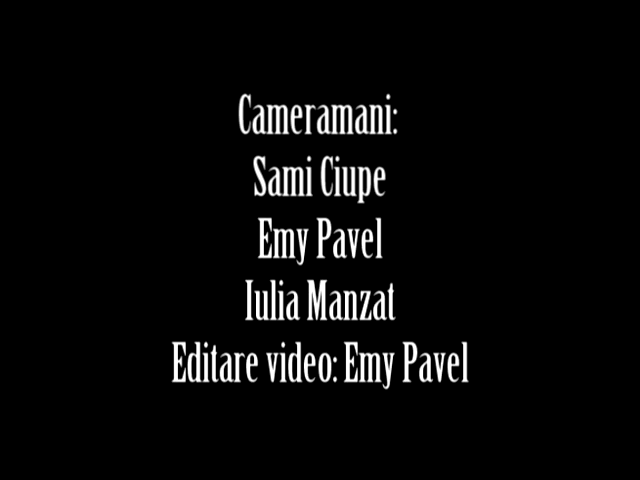 Cameramani:
Sami Ciupe
Emy Pavel
Iulia Manzat
Editare video: Emy Pavel